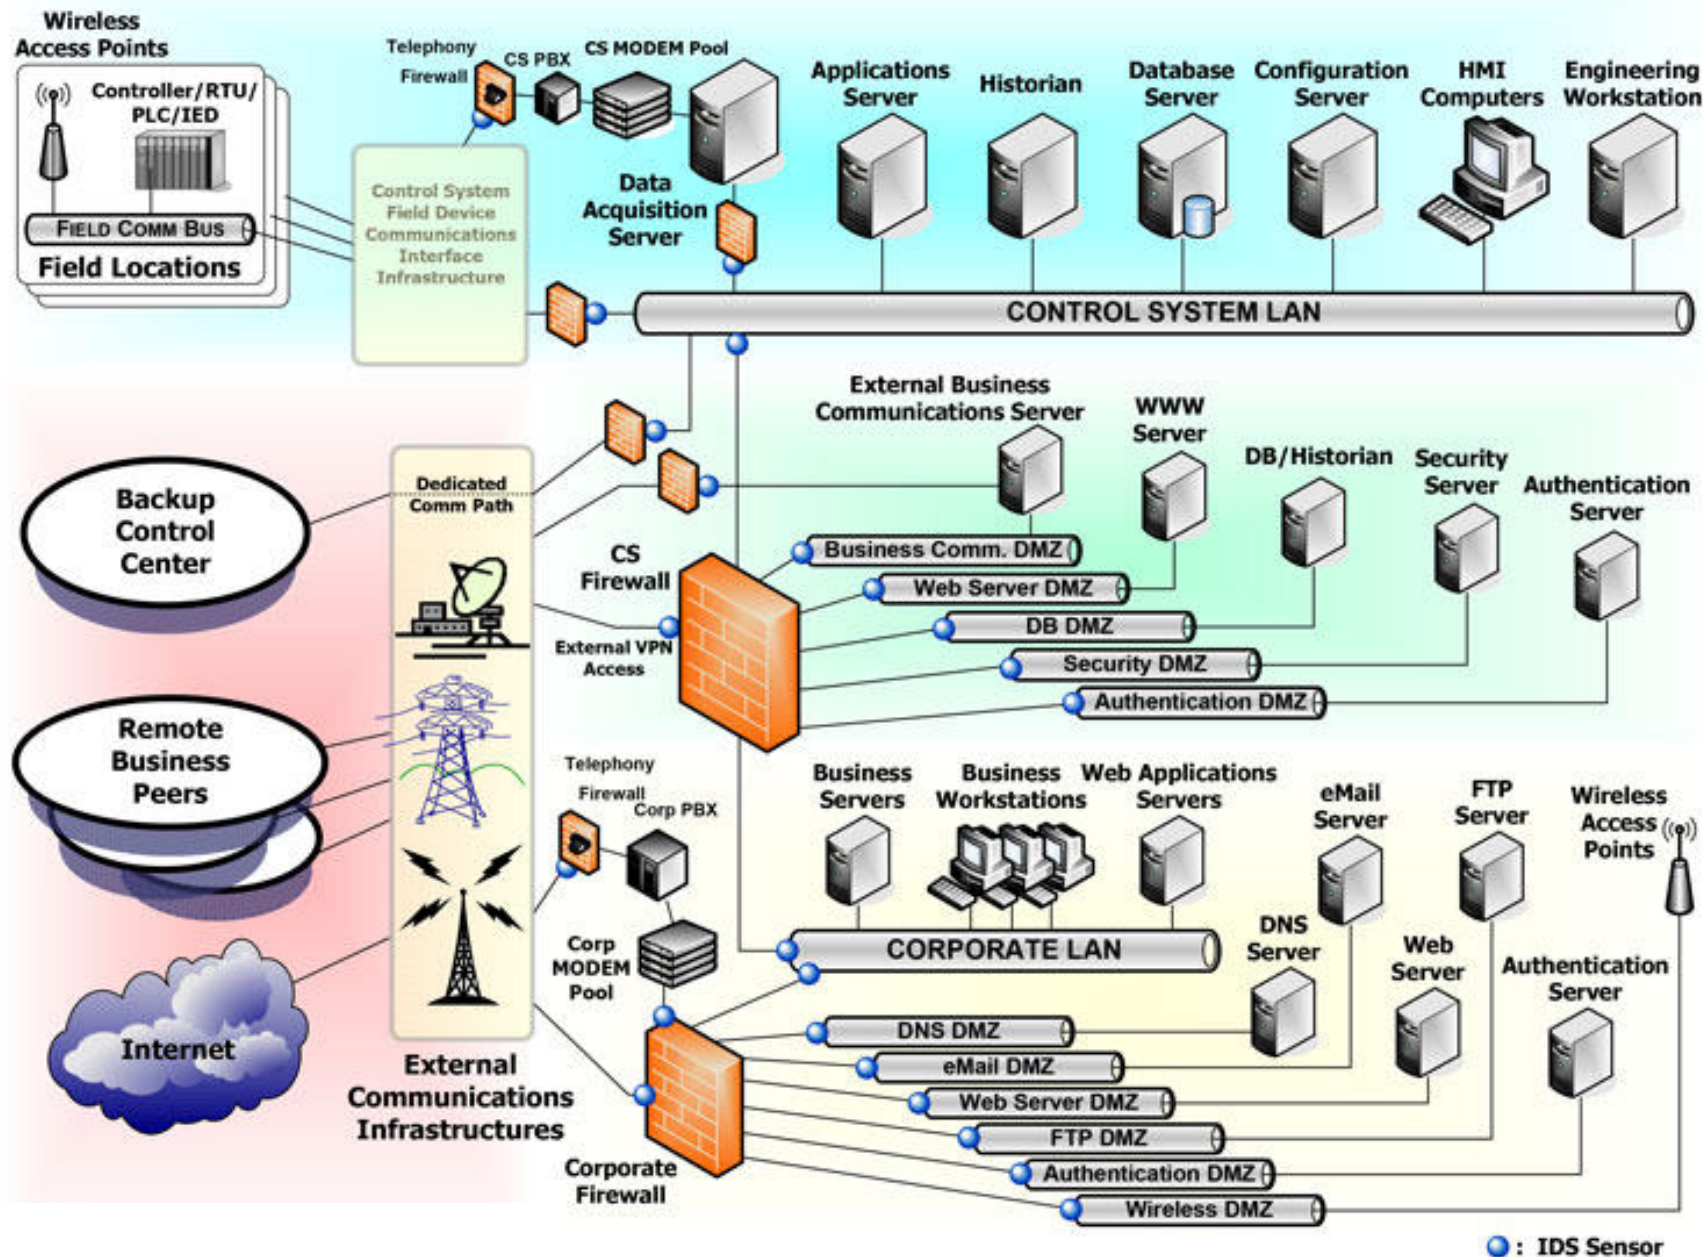 Wireless
Access Points
Controller/RTU/
PLC/IED
FIELD COMM BUS
Field Locations
Telephony
Firewall
CS PBX
CS MODEM Pool
Control System
Field Device
Communications
Interface
Infrastructure
Data
Acquisition
Server
Applications
Server
Historian
Database
Server
Configuration
Server
HMI
Computers
Engineering
Workstation
CONTROL SYSTEM LAN
External Business
Communications Server
WWW
Server
DB/Historian
Security
Server
Authentication
Server
Backup
Control
Center
Dedicated
Comm Path
CS
Firewall
External VPN
Access
Business Comm. DMZ
Web Server DMZ
DB DMZ
Security DMZ
Authentication DMZ
Remote
Business
Peers
Internet
External
Communications
Infrastructures
Telephony
Firewall
Corp PBX
Corp
MODEM
Pool
Business
Servers
Business
Workstations
Web Applications
Servers
eMail
Server
FTP
Server
Wireless
Access
Points
CORPORATE LAN
DNS
Server
Web
Server
Authentication
Server
Corporate
Firewall
DNS DMZ
eMail DMZ
Web Server DMZ
FTP DMZ
Authentication DMZ
Wireless DMZ
: IDS Sensor